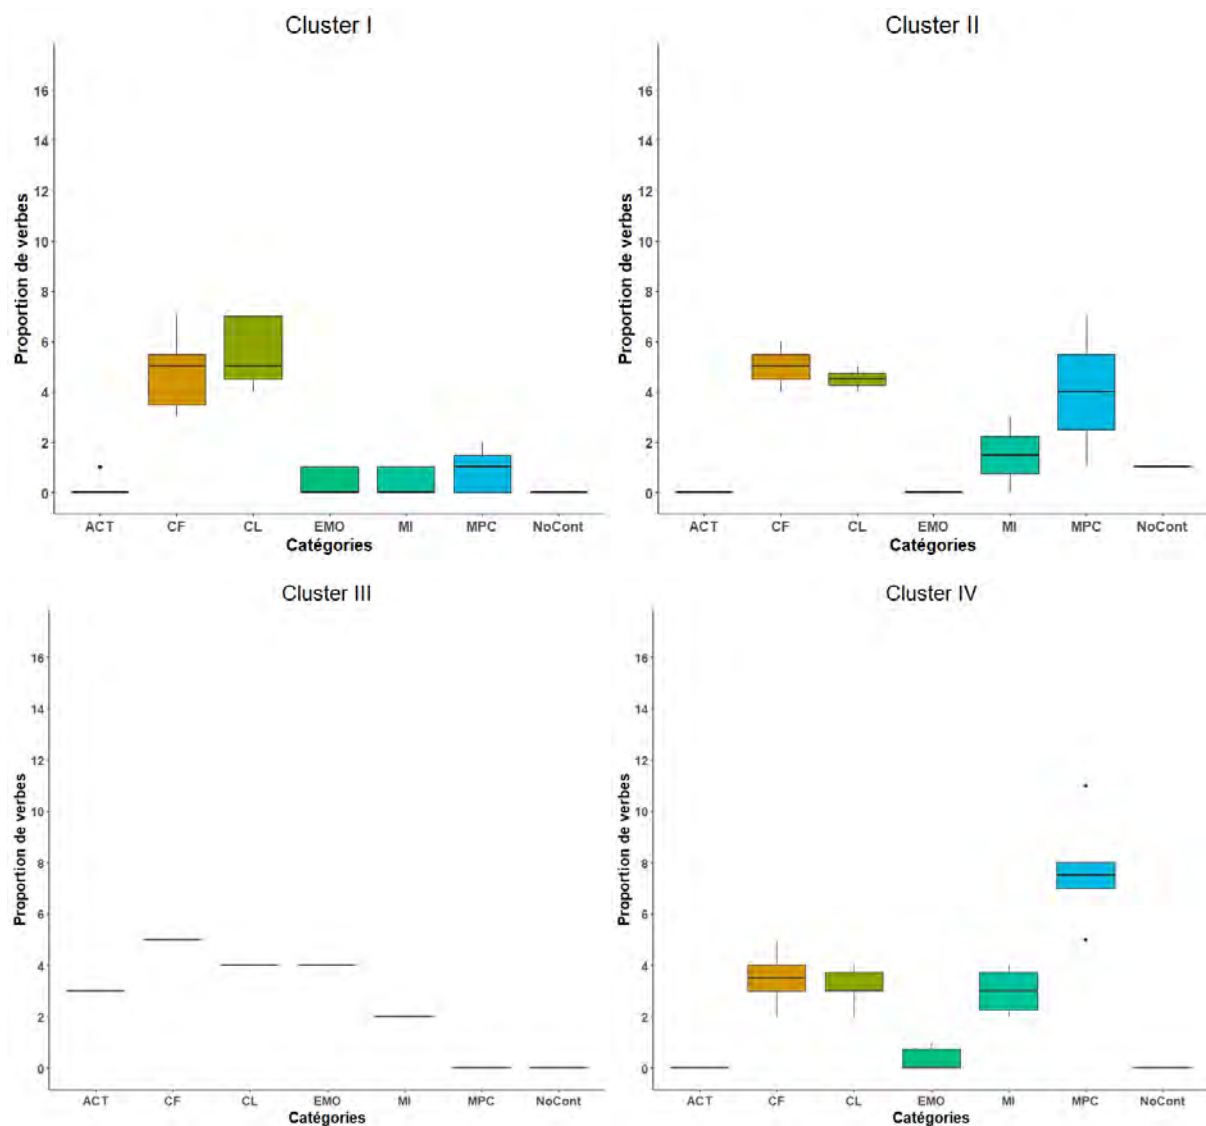 Cluster I
Proportion de verbes
16
14
12
10
8
6
4
2
0
ACT CF CL EMO MI MPC NoCont
Catégories
Cluster II
Proportion de verbes
16
14
12
10
8
6
4
2
0
ACT CF CL EMO MI MPC NoCont
Catégories
Cluster III
Proportion de verbes
16
14
12
10
8
6
4
2
0
ACT CF CL EMO MI MPC NoCont
Catégories
Cluster IV
Proportion de verbes
16
14
12
10
8
6
4
2
0
ACT CF CL EMO MI MPC NoCont
Catégories